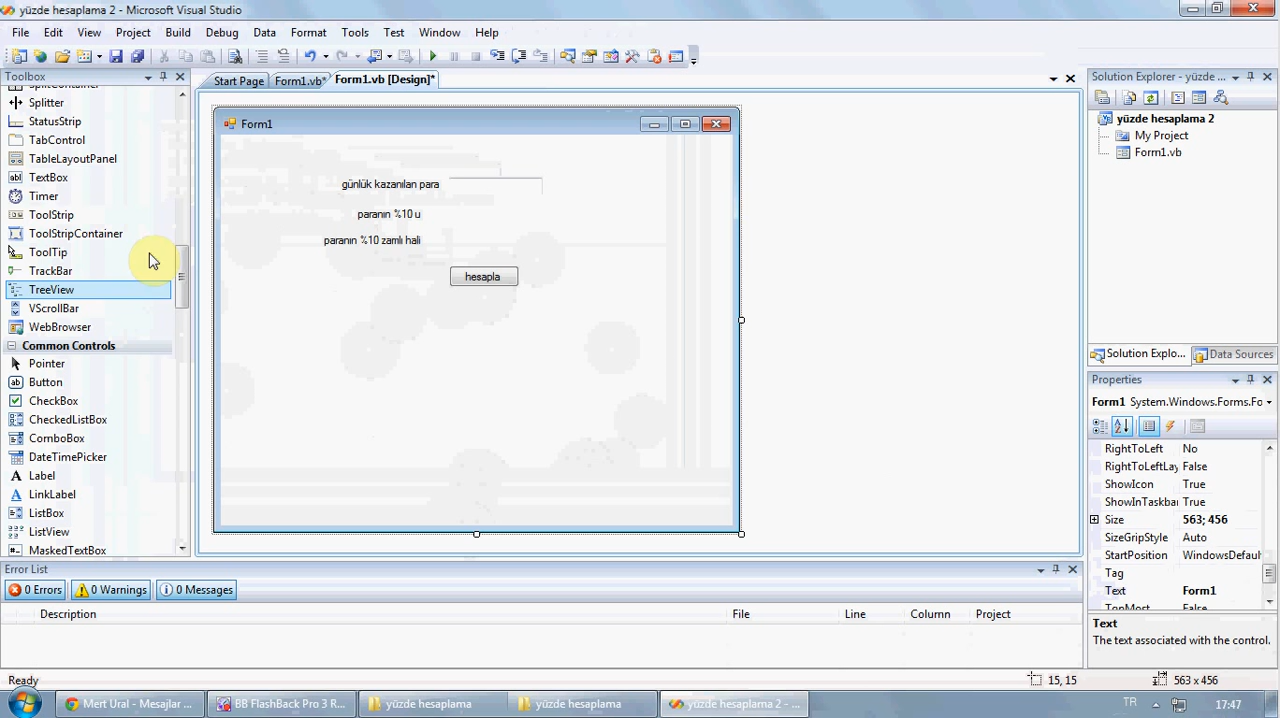 yüzde hesaplama 2 - Microsoft Visual Studio
File Edit View Project Build Debug Data Format Tools Test Window Help
Toolbox
Splitter
StatusStrip
TabControl
TableLayoutPanel
TextBox
Timer
ToolStrip
ToolStripContainer
ToolTip
TrackBar
TreeView
VScrollBar
WebBrowser
Common Controls
Pointer
Button
CheckBox
CheckedListBox
ComboBox
DateTimePicker
Label
LinkLabel
ListBox
ListView
MaskedTextBox
Start Page Form1.vb* Form1.vb [Design]*
Form1
günlük kazanılan para
paranın %10 u
paranın %10 zamlı hali
hesapla
Solution Explorer - yüzde ...
yüzde hesaplama 2
My Project
Form1.vb
Solution Explo... Data Sources
Properties
Form1 System.Windows.Forms.Fo
RightToLeft No
RightToLeftLay False
ShowIcon True
ShowInTaskbar True
Size 563; 456
SizeGripStyle Auto
StartPosition WindowsDefaul
Tag
Text Form1
TopMost False
Text
The text associated with the control.
Error List
0 Errors 0 Warnings 0 Messages
Description File Line Column Project
Ready 15, 15 563 x 456
Mert Ural - Mesajlar ... BB FlashBack Pro 3 R... yüzde hesaplama yüzde hesaplama yüzde hesaplama 2 - ... TR 17:47